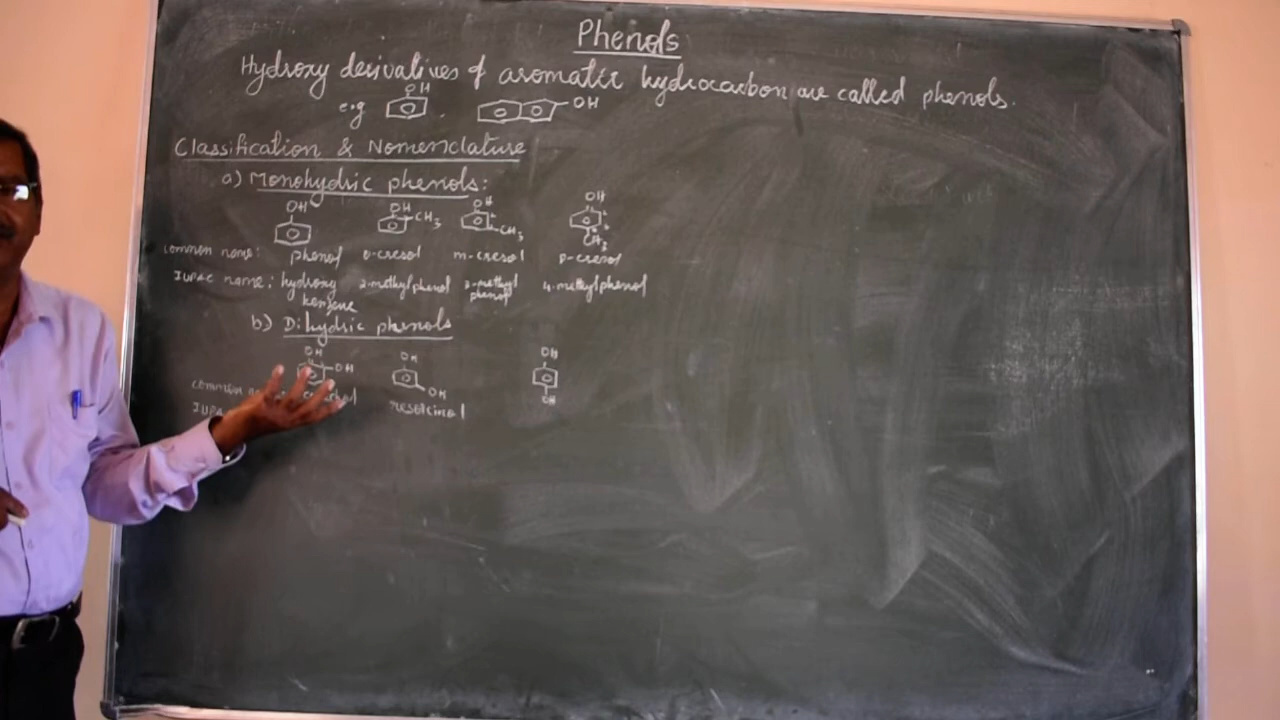 Phenols
Hydroxy derivatives of aromatic hydrocarbon are called phenols.
e.g OH OH
Classification & Nomenclature
a) Monohydric phenols:
OH OH CH3 OH CH3 OH CH3
common name: phenol o-cresol m-cresol p-cresol
IUPAC name: hydroxy benzene 2-methylphenol 3-methyl phenol 4-methylphenol
b) Dihydric phenols
OH OH OH OH OH OH
common
IUPA resorcinol